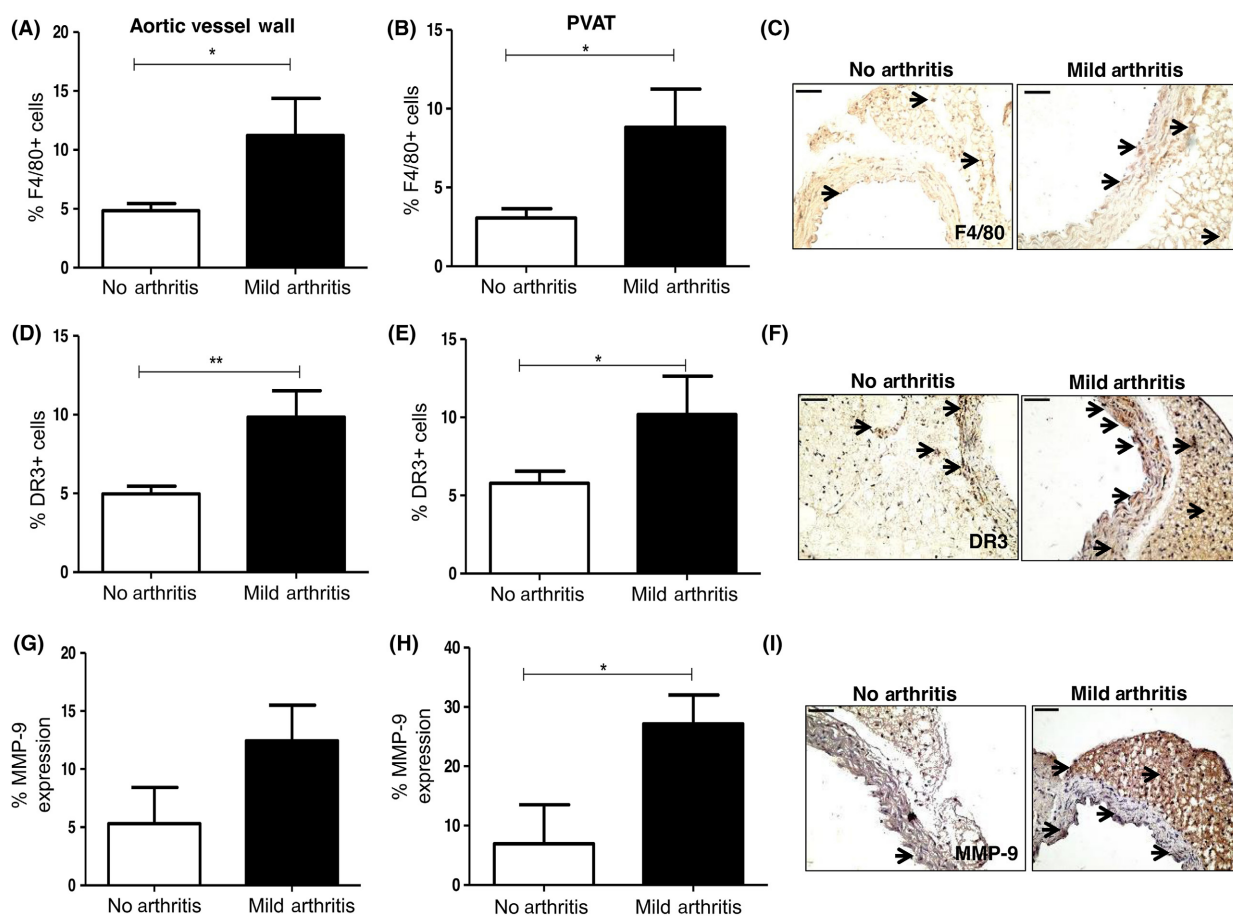 (A)
Aortic vessel wall
% F4/80+ cells
20
15
10
5
0
*
No arthritis Mild arthritis
(B)
PVAT
% F4/80+ cells
15
10
5
0
*
No arthritis Mild arthritis
(C)
No arthritis Mild arthritis
F4/80
(D)
% DR3+ cells
15
10
5
0
**
No arthritis Mild arthritis
(E)
% DR3+ cells
15
10
5
0
*
No arthritis Mild arthritis
(F)
No arthritis Mild arthritis
DR3
(G)
% MMP-9
expression
20
15
10
5
0
No arthritis Mild arthritis
(H)
% MMP-9
expression
40
30
20
10
0
*
No arthritis Mild arthritis
(I)
No arthritis Mild arthritis
MMP-9